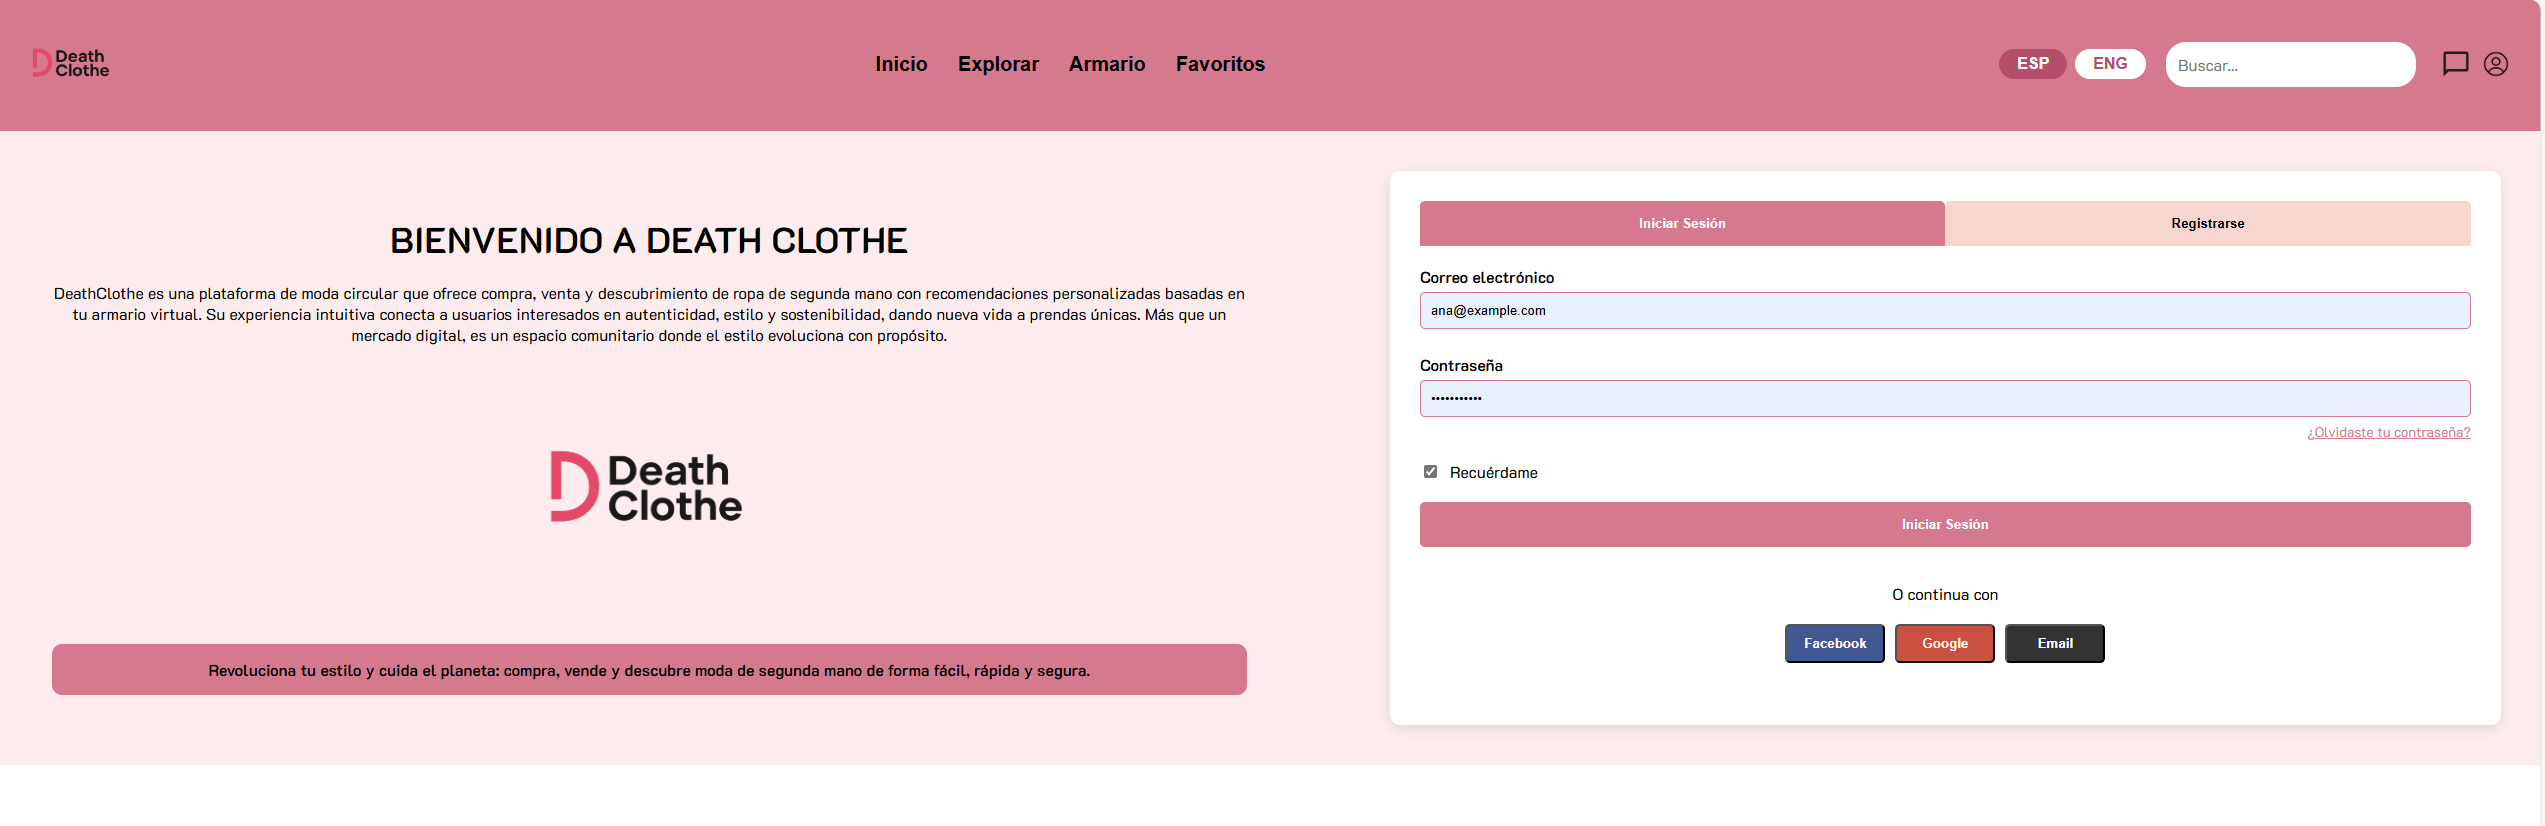 Death
Clothe
Inicio Explorar Armario Favoritos
ESP ENG Buscar...
BIENVENIDO A DEATH CLOTHE
DeathClothe es una plataforma de moda circular que ofrece compra, venta y descubrimiento de ropa de segunda mano con recomendaciones personalizadas basadas en
tu armario virtual. Su experiencia intuitiva conecta a usuarios interesados en autenticidad, estilo y sostenibilidad, dando nueva vida a prendas únicas. Más que un
mercado digital, es un espacio comunitario donde el estilo evoluciona con propósito.
Death
Clothe
Revoluciona tu estilo y cuida el planeta: compra, vende y descubre moda de segunda mano de forma fácil, rápida y segura.
Iniciar Sesión Registrarse
Correo electrónico
ana@example.com
Contraseña
•••••••••••
¿Olvidaste tu contraseña?
Recuérdame
Iniciar Sesión
O continua con
Facebook Google Email